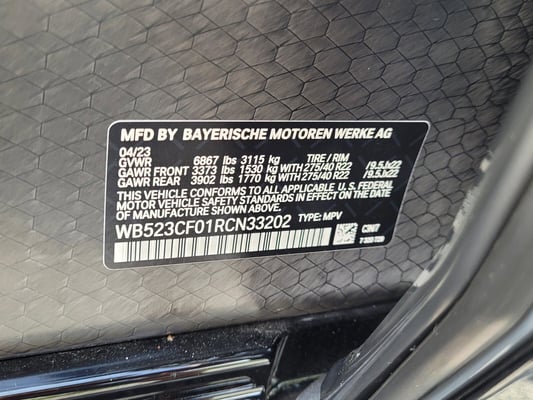 MFD BY BAYERISCHE MOTOREN WERKE AG
04/23
GVWR 6867 lbs 3115 kg TIRE / RIM
GAWR FRONT 3373 lbs 1530 kg WITH 275/40 R22 /9.5Jx22
GAWR REAR 3902 lbs 1770 kg WITH 275/40 R22 /9.5Jx22
THIS VEHICLE CONFORMS TO ALL APPLICABLE U. S. FEDERAL
MOTOR VEHICLE SAFETY STANDARDS IN EFFECT ON THE DATE
OF MANUFACTURE SHOWN ABOVE.
WB523CF01RCN33202 TYPE: MPV